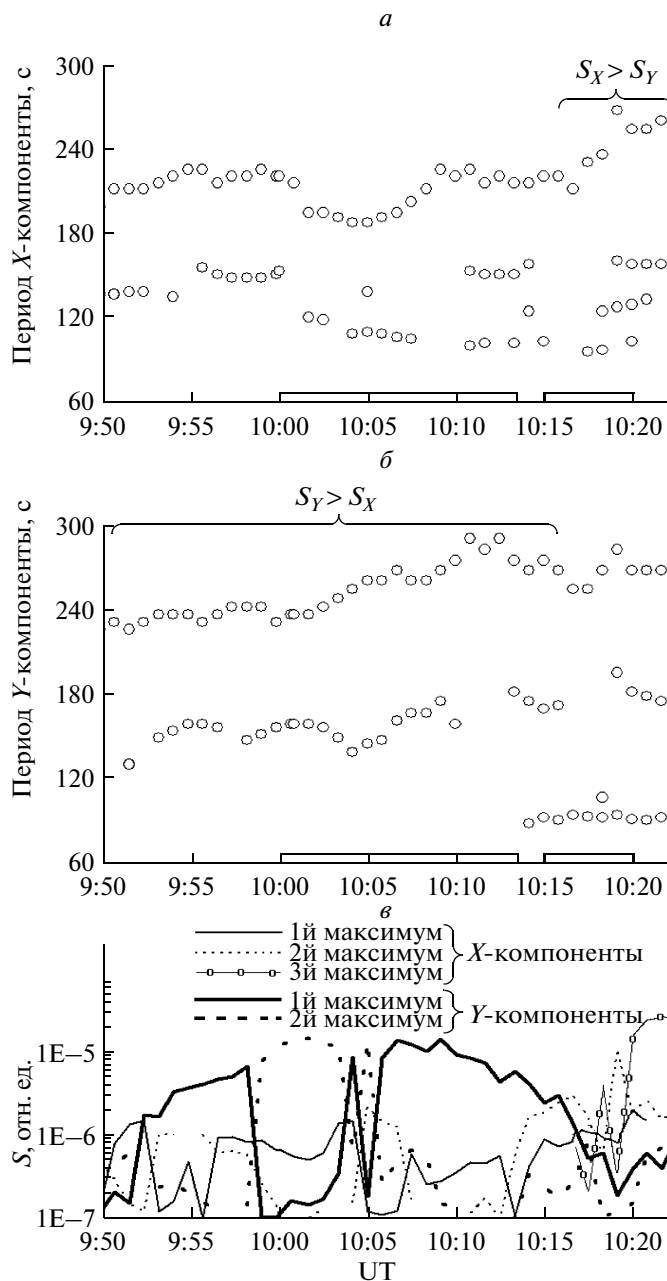 а
Период X-компоненты, с
300
240
180
120
60
S_X > S_Y
9:50 9:55 10:00 10:05 10:10 10:15 10:20
б
Период Y-компоненты, с
300
240
180
120
60
S_Y > S_X
9:50 9:55 10:00 10:05 10:10 10:15 10:20
в
1й максимум
2й максимум
3й максимум
X-компоненты
1й максимум
2й максимум
Y-компоненты
S, отн. ед.
1E–5
1E–6
1E–7
9:50 9:55 10:00 10:05 10:10 10:15 10:20
UT